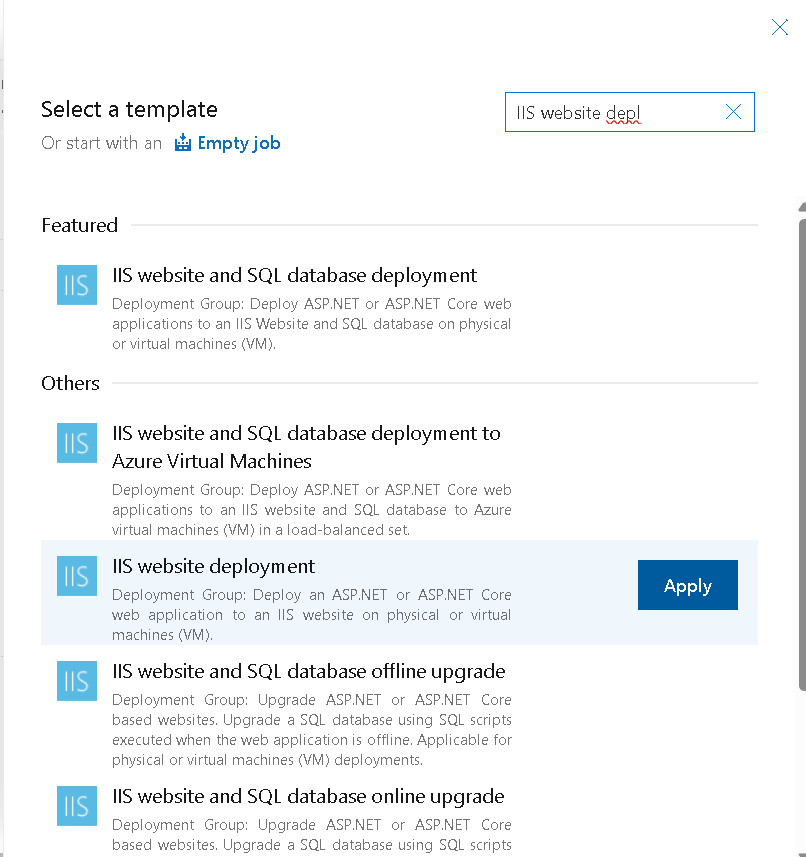 Select a template
IIS website depl
Or start with an Empty job
Featured
IIS
IIS website and SQL database deployment
Deployment Group: Deploy ASP.NET or ASP.NET Core web
applications to an IIS Website and SQL database on physical
or virtual machines (VM).
Others
IIS
IIS website and SQL database deployment to
Azure Virtual Machines
Deployment Group: Deploy ASP.NET or ASP.NET Core web
applications to an IIS website and SQL database to Azure
virtual machines (VM) in a load-balanced set.
IIS
IIS website deployment
Deployment Group: Deploy an ASP.NET or ASP.NET Core
web application to an IIS website on physical or virtual
machines (VM).
Apply
IIS
IIS website and SQL database offline upgrade
Deployment Group: Upgrade ASP.NET or ASP.NET Core
based websites. Upgrade a SQL database using SQL scripts
executed when the web application is offline. Applicable for
physical or virtual machines (VM) deployments.
IIS
IIS website and SQL database online upgrade
Deployment Group: Upgrade ASP.NET or ASP.NET Core
based websites. Upgrade a SQL database using SQL scripts